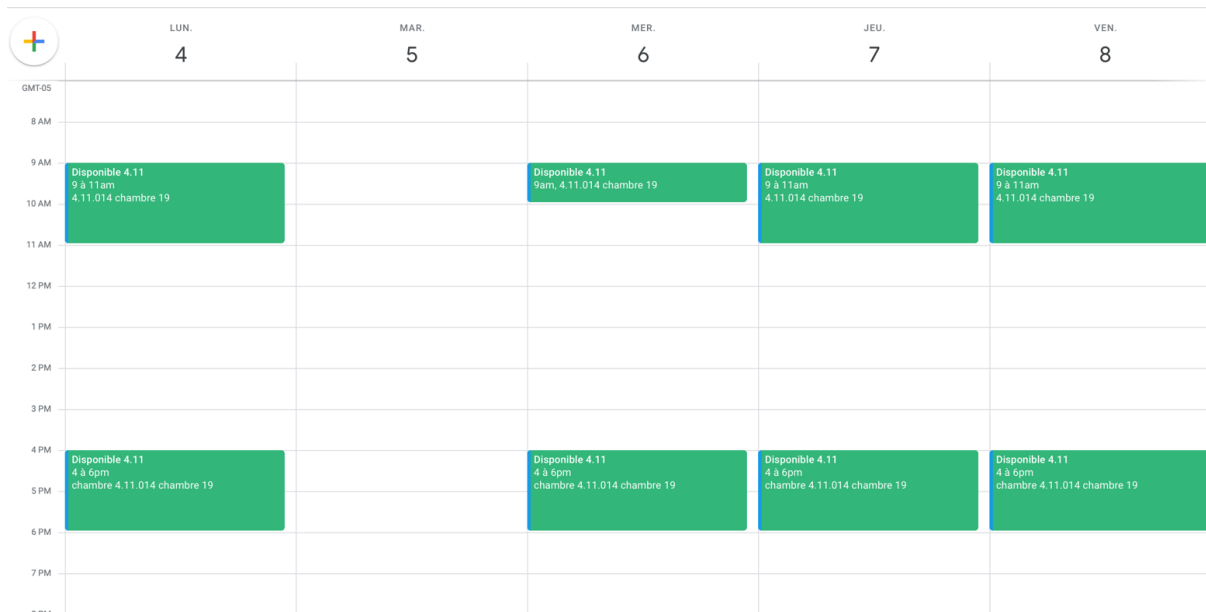 LUN.
4
MAR.
5
MER.
6
JEU.
7
VEN.
8
GMT-05
8 AM
9 AM
10 AM
11 AM
12 PM
1 PM
2 PM
3 PM
4 PM
5 PM
6 PM
7 PM
Disponible 4.11
9 à 11am
4.11.014 chambre 19
Disponible 4.11
9am, 4.11.014 chambre 19
Disponible 4.11
9 à 11am
4.11.014 chambre 19
Disponible 4.11
9 à 11am
4.11.014 chambre 19
Disponible 4.11
4 à 6pm
chambre 4.11.014 chambre 19
Disponible 4.11
4 à 6pm
chambre 4.11.014 chambre 19
Disponible 4.11
4 à 6pm
chambre 4.11.014 chambre 19
Disponible 4.11
4 à 6pm
chambre 4.11.014 chambre 19